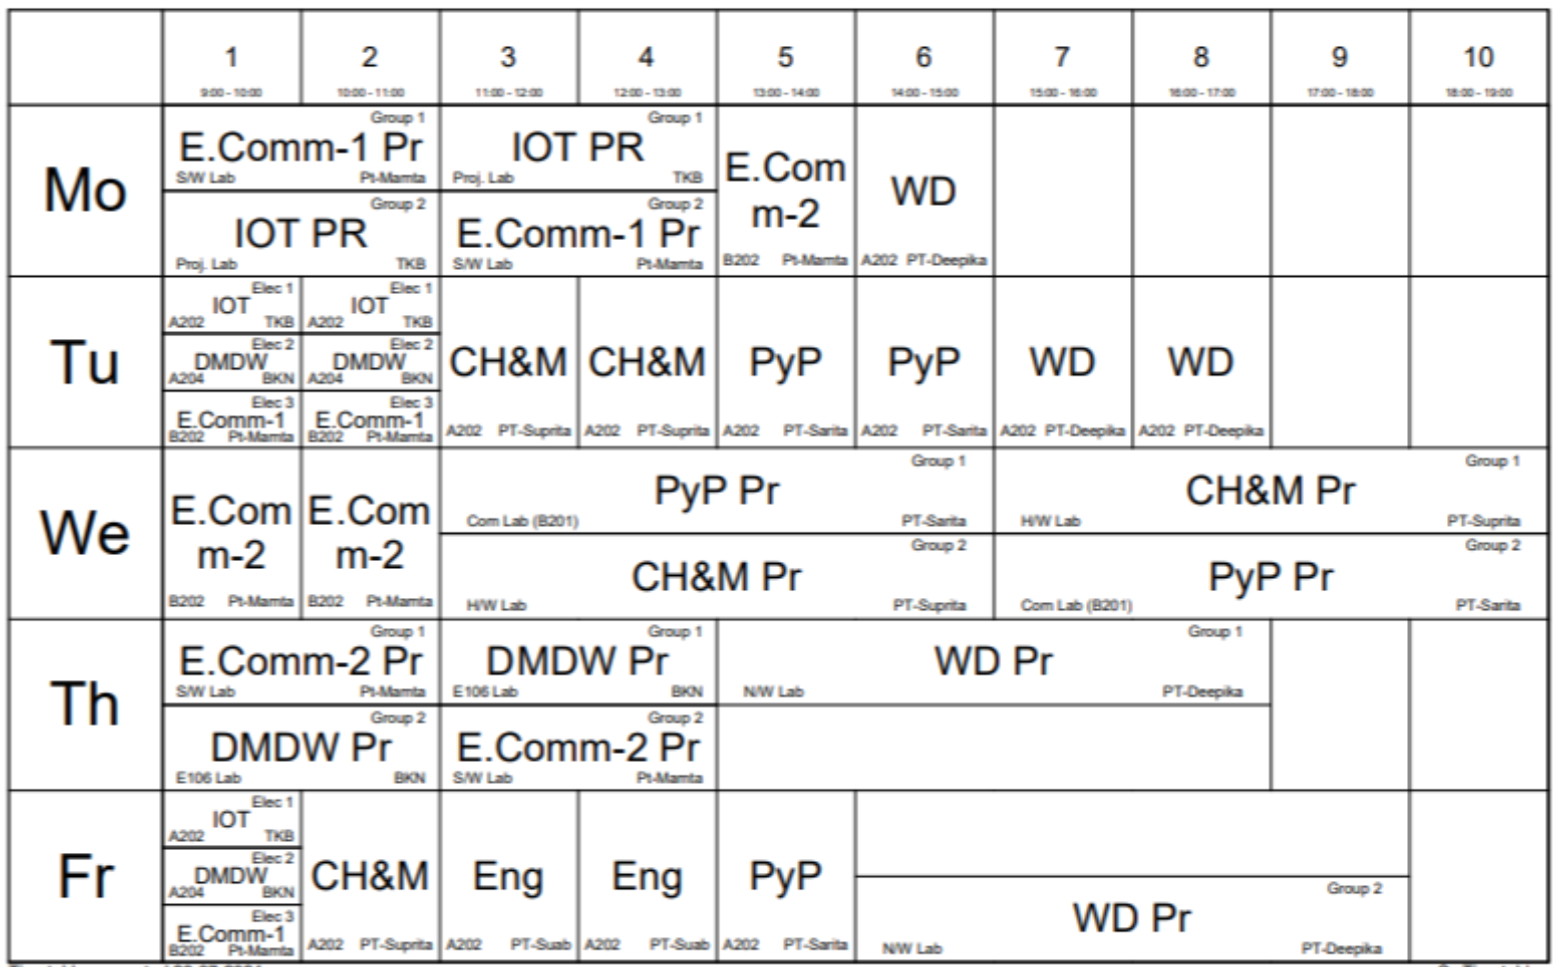 1 2 3 4 5 6 7 8 9 10
9:00 - 10:00 10:00 - 11:00 11:00 - 12:00 12:00 - 13:00 13:00 - 14:00 14:00 - 15:00 15:00 - 16:00 16:00 - 17:00 17:00 - 18:00 18:00 - 19:00
Mo
Group 1
E.Comm-1 Pr
S/W Lab Pt-Mamta
Group 2
IOT PR
Proj. Lab TKB
Group 1
IOT PR
Proj. Lab TKB
Group 2
E.Comm-1 Pr
S/W Lab Pt-Mamta
E.Com
m-2
B202 Pt-Mamta
WD
A202 PT-Deepika
Tu
Elec 1
IOT
A202 TKB
Elec 2
DMDW
A204 BKN
Elec 3
E.Comm-1
B202 Pt-Mamta
Elec 1
IOT
A202 TKB
Elec 2
DMDW
A204 BKN
Elec 3
E.Comm-1
B202 Pt-Mamta
CH&M
A202 PT-Suprita
CH&M
A202 PT-Suprita
PyP
A202 PT-Sarita
PyP
A202 PT-Sarita
WD
A202 PT-Deepika
WD
A202 PT-Deepika
We
E.Com
m-2
B202 Pt-Mamta
E.Com
m-2
B202 Pt-Mamta
Group 1
PyP Pr
Com Lab (B201) PT-Sarita
Group 2
CH&M Pr
H/W Lab PT-Suprita
Group 1
CH&M Pr
H/W Lab PT-Suprita
Group 2
PyP Pr
Com Lab (B201) PT-Sarita
Th
Group 1
E.Comm-2 Pr
S/W Lab Pt-Mamta
Group 2
DMDW Pr
E106 Lab BKN
Group 1
DMDW Pr
E106 Lab BKN
Group 2
E.Comm-2 Pr
S/W Lab Pt-Mamta
Group 1
WD Pr
N/W Lab PT-Deepika
Fr
Elec 1
IOT
A202 TKB
Elec 2
DMDW
A204 BKN
Elec 3
E.Comm-1
B202 Pt-Mamta
CH&M
A202 PT-Suprita
Eng
A202 PT-Suab
Eng
A202 PT-Suab
PyP
A202 PT-Sarita
Group 2
WD Pr
N/W Lab PT-Deepika